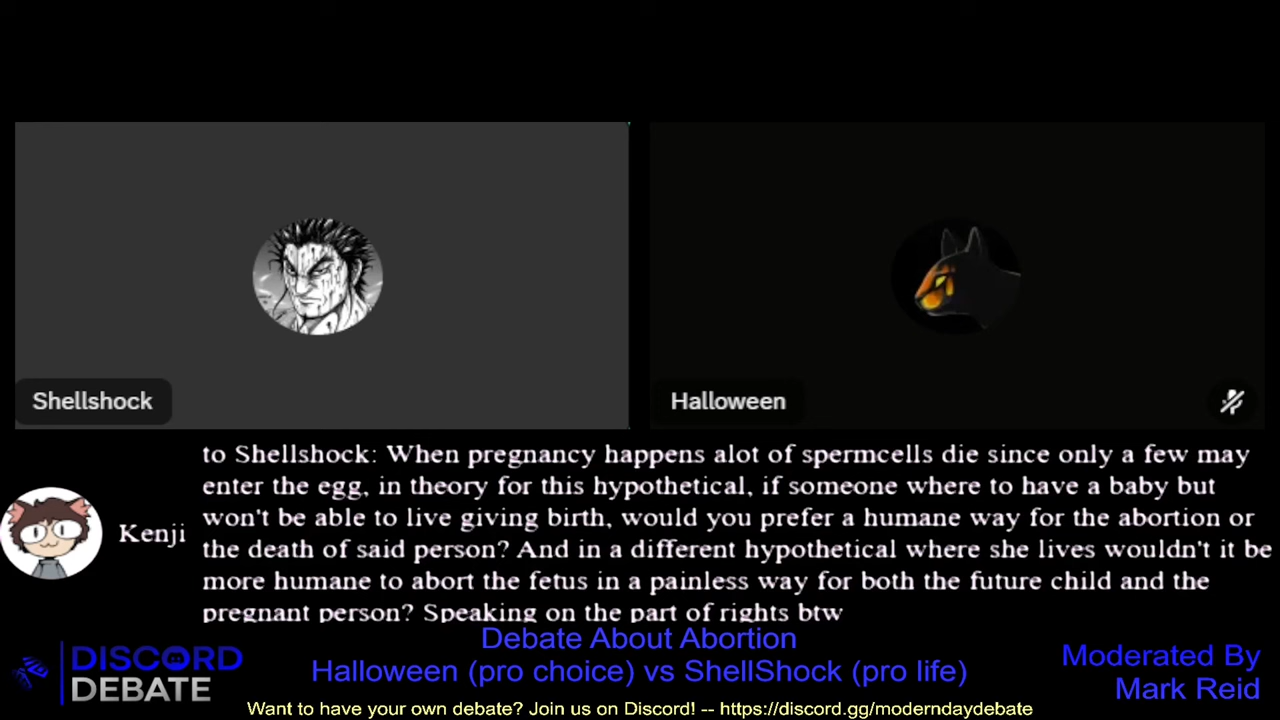 Shellshock
Halloween
to Shellshock: When pregnancy happens alot of spermcells die since only a few may
enter the egg, in theory for this hypothetical, if someone where to have a baby but
won't be able to live giving birth, would you prefer a humane way for the abortion or
the death of said person? And in a different hypothetical where she lives wouldn't it be
more humane to abort the fetus in a painless way for both the future child and the
pregnant person? Speaking on the part of rights btw
Kenji
DISCORD
DEBATE
Debate About Abortion
Halloween (pro choice) vs ShellShock (pro life)
Moderated By
Mark Reid
Want to have your own debate? Join us on Discord! -- https://discord.gg/moderndaydebate